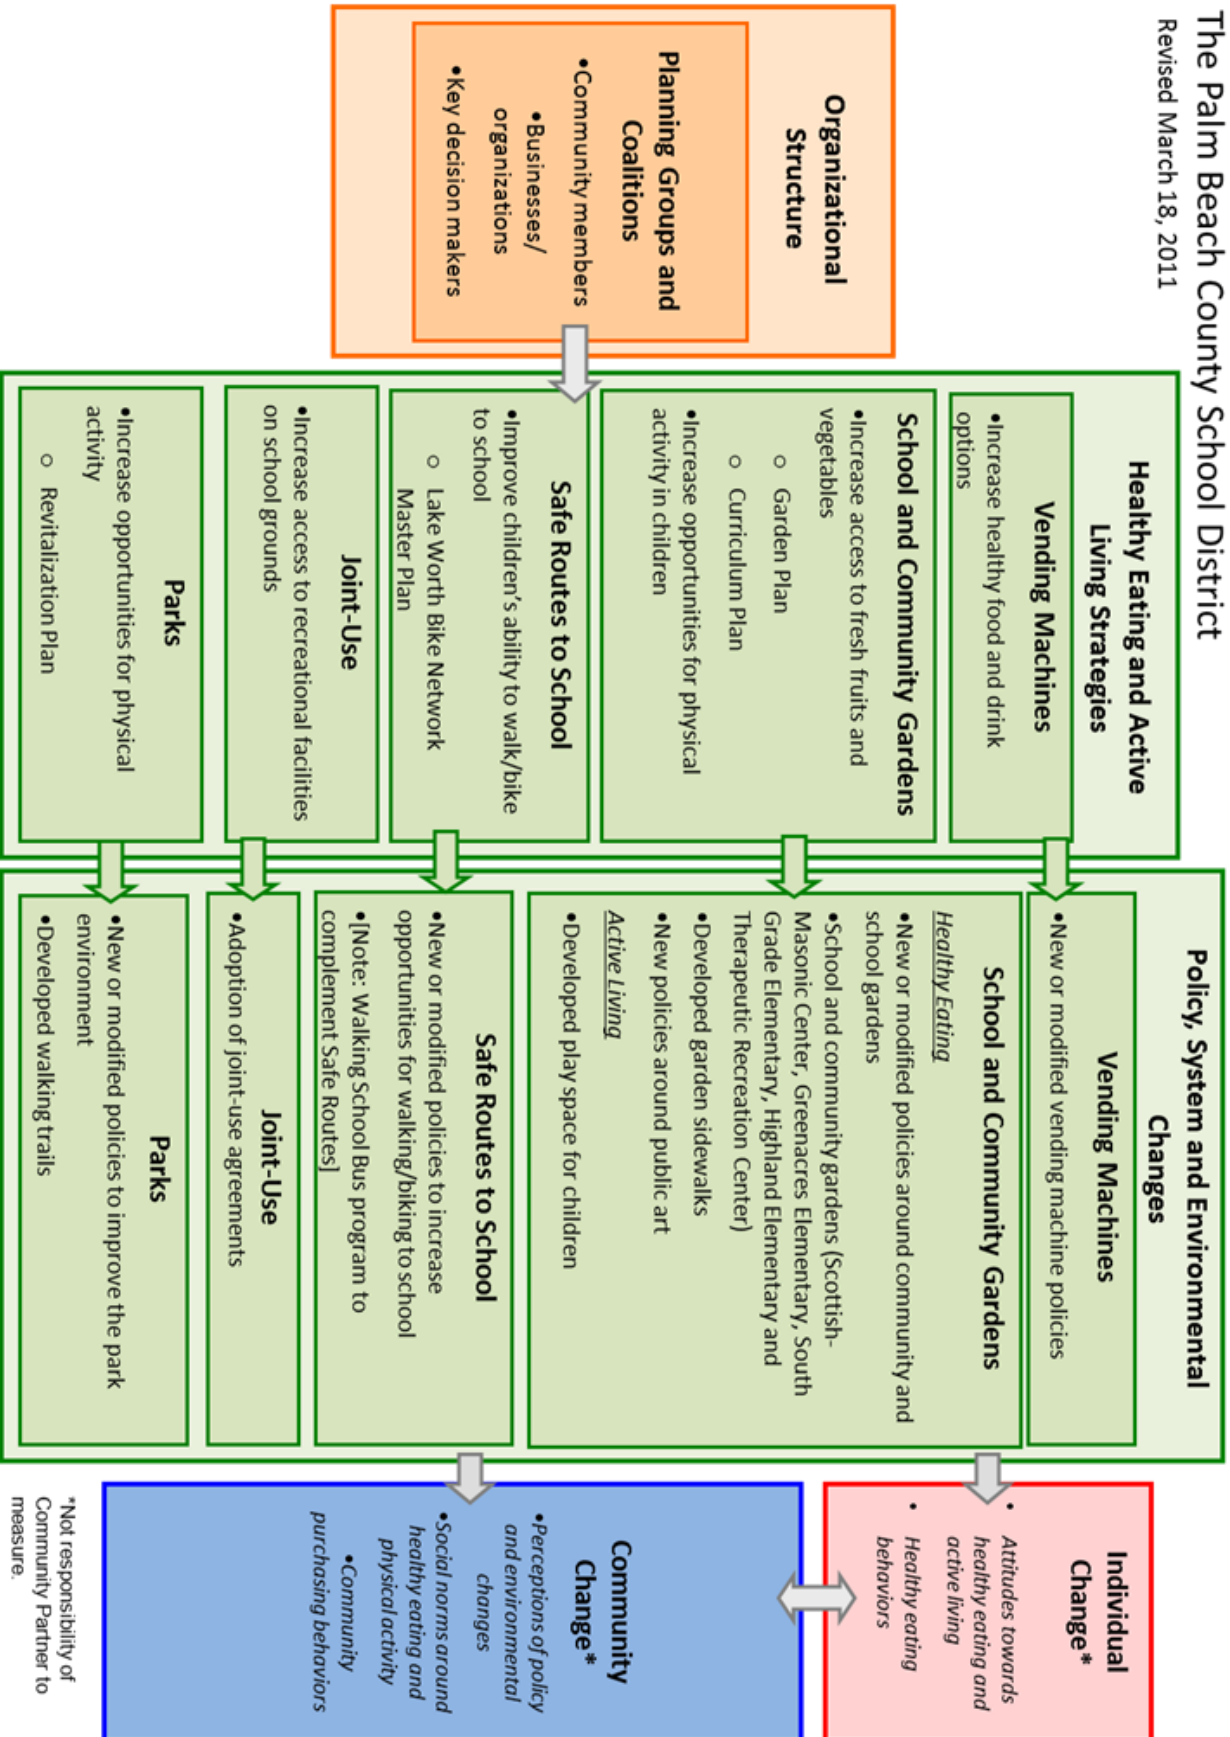 The Palm Beach County School District
Revised March 18, 2011
Organizational
Structure
Planning Groups and
Coalitions
•Community members
•Businesses/
organizations
•Key decision makers
Healthy Eating and Active
Living Strategies
Vending Machines
•Increase healthy food and drink
options
School and Community Gardens
•Increase access to fresh fruits and
vegetables
○ Garden Plan
○ Curriculum Plan
•Increase opportunities for physical
activity in children
Safe Routes to School
•Improve children's ability to walk/bike
to school
○ Lake Worth Bike Network
Master Plan
Joint-Use
•Increase access to recreational facilities
on school grounds
Parks
•Increase opportunities for physical
activity
○ Revitalization Plan
Policy, System and Environmental
Changes
Vending Machines
•New or modified vending machine policies
School and Community Gardens
Healthy Eating
•New or modified policies around community and
school gardens
•School and community gardens (Scottish-
Masonic Center, Greenacres Elementary, South
Grade Elementary, Highland Elementary and
Therapeutic Recreation Center)
•Developed garden sidewalks
•New policies around public art
Active Living
•Developed play space for children
Safe Routes to School
•New or modified policies to increase
opportunities for walking/biking to school
•[Note: Walking School Bus program to
complement Safe Routes]
Joint-Use
•Adoption of joint-use agreements
Parks
•New or modified policies to improve the park
environment
•Developed walking trails
Individual
Change*
• Attitudes towards
healthy eating and
active living
• Healthy eating
behaviors
Community
Change*
•Perceptions of policy
and environmental
changes
•Social norms around
healthy eating and
physical activity
•Community
purchasing behaviors
*Not responsibility of
Community Partner to
measure.